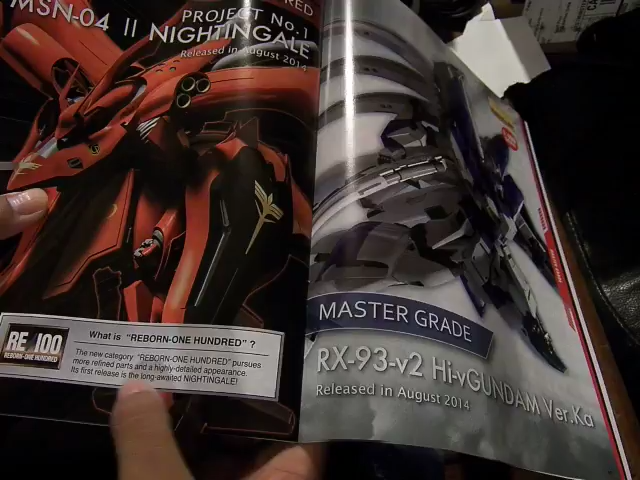 RED
MSN-04 II
PROJECT No.1
NIGHTINGALE
Released in August 2014
RE/100
REBORN-ONE HUNDRED
What is "REBORN-ONE HUNDRED" ?
The new category "REBORN-ONE HUNDRED" pursues
more refined parts and a highly-detailed appearance.
Its first release is the long-awaited NIGHTINGALE!
MASTER GRADE
RX-93-ν2 Hi-νGUNDAM Ver.Ka
Released in August 2014